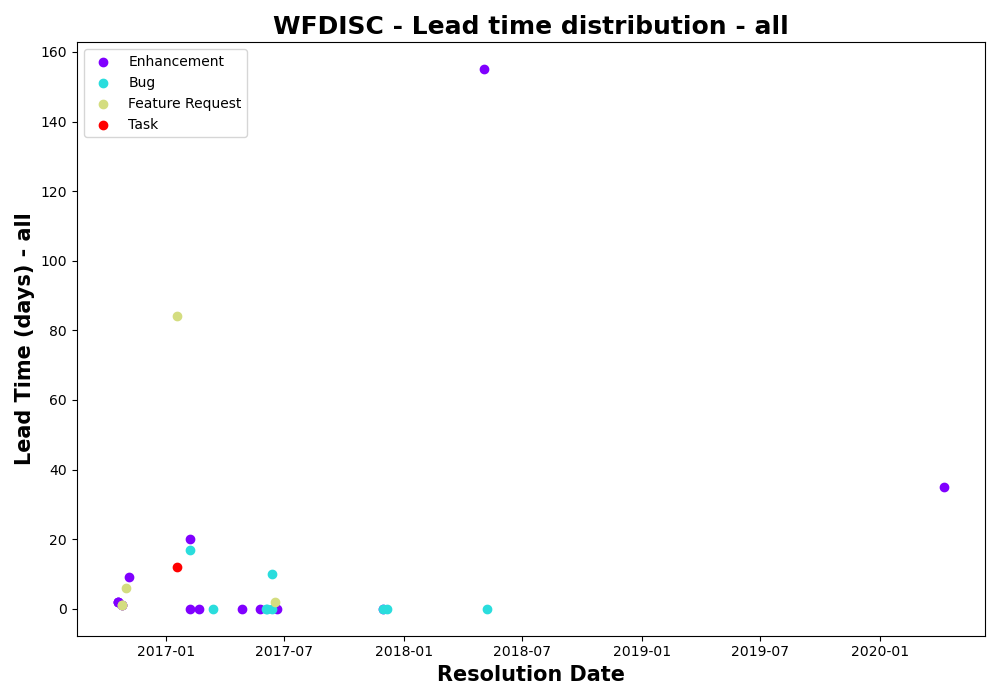 WFDISC - Lead time distribution - all
Enhancement
Bug
Feature Request
Task
Lead Time (days) - all
160
140
120
100
80
60
40
20
0
2017-01
2017-07
2018-01
2018-07
2019-01
2019-07
2020-01
Resolution Date